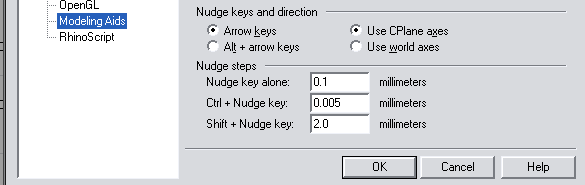 OpenGL
Modeling Aids
RhinoScript
Nudge keys and direction
Arrow keys
Use CPlane axes
Alt + arrow keys
Use world axes
Nudge steps
Nudge key alone: 0.1 millimeters
Ctrl + Nudge key: 0.005 millimeters
Shift + Nudge key: 2.0 millimeters
OK Cancel Help